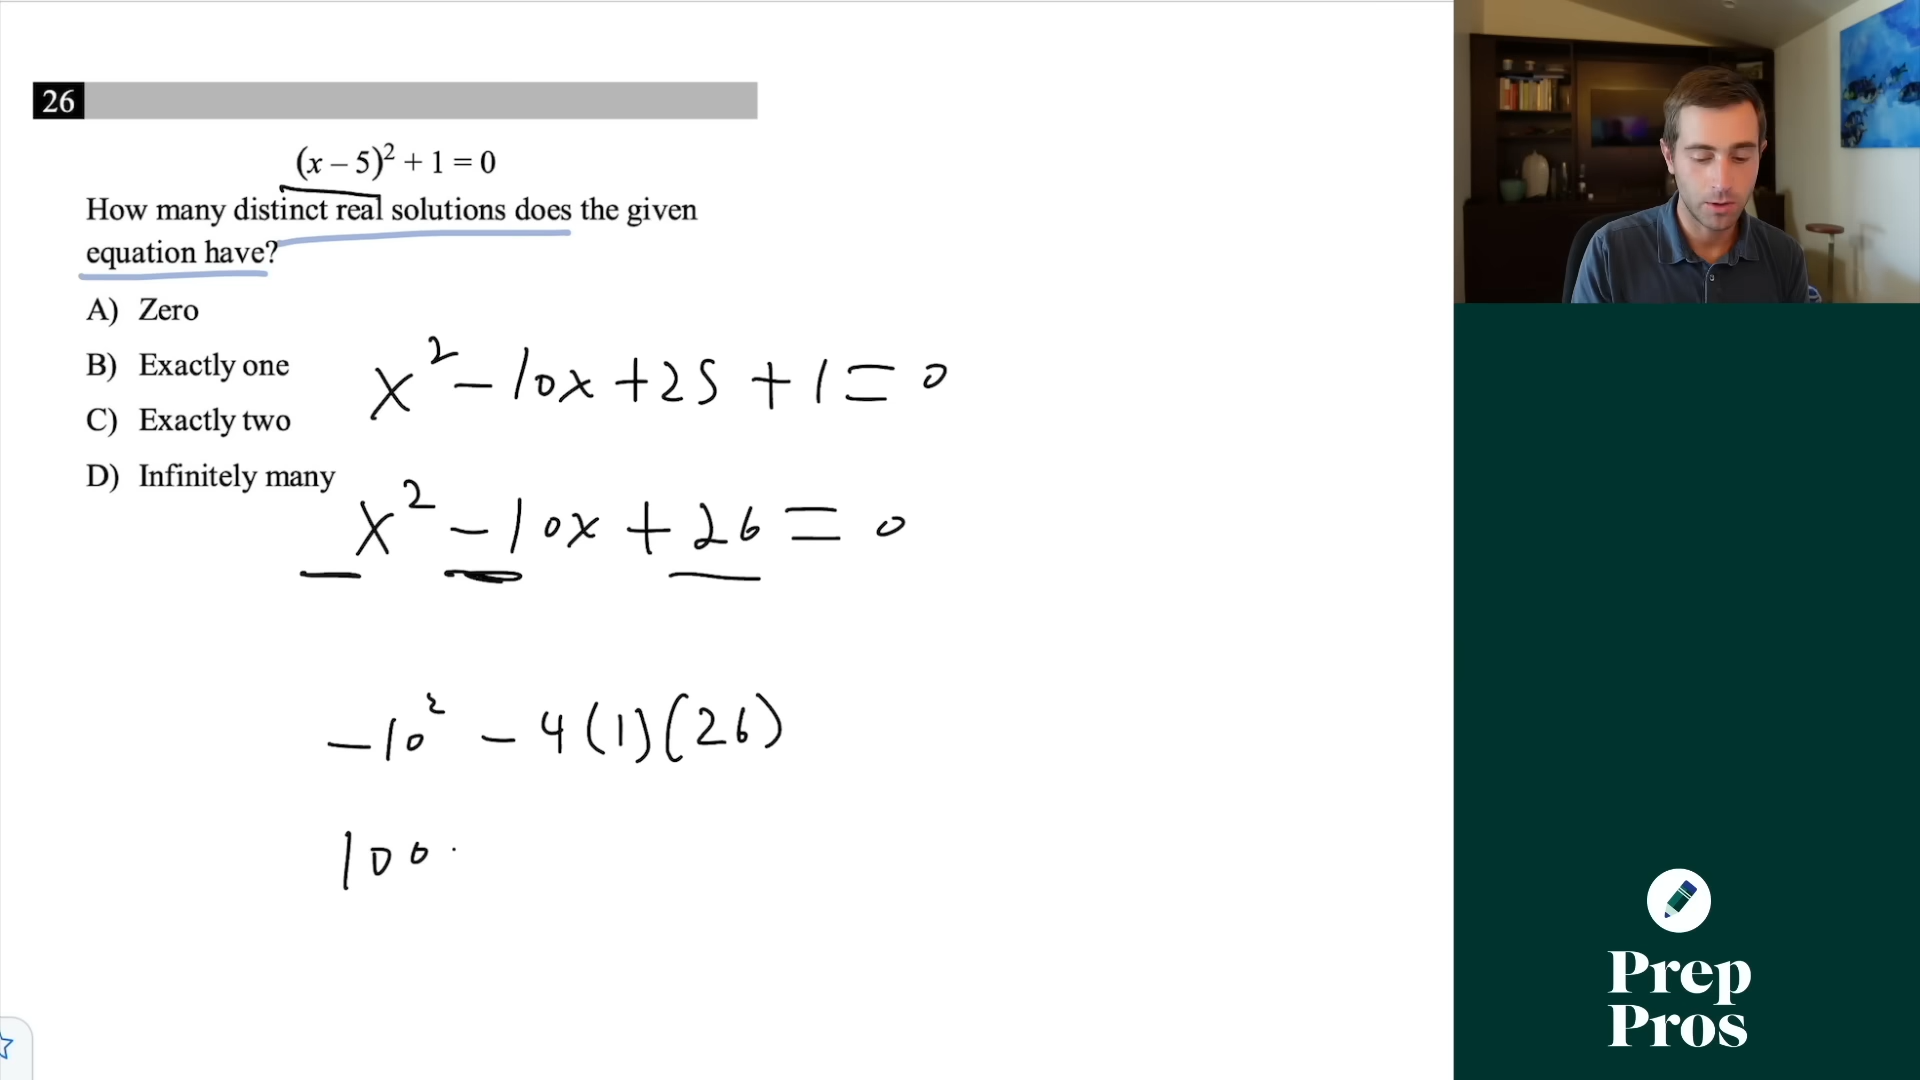 26
(x – 5)² + 1 = 0
How many distinct real solutions does the given
equation have?
A) Zero
B) Exactly one
C) Exactly two
D) Infinitely many
x² – 10x + 25 + 1 = 0
x² – 10x + 26 = 0
–10² – 4(1)(26)
100
Prep
Pros